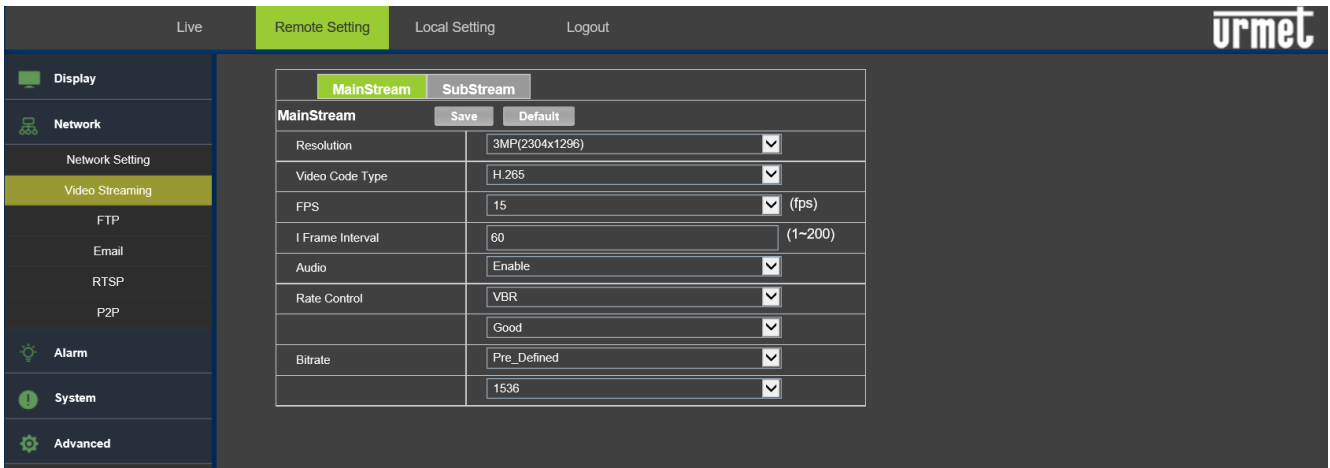 Live Remote Setting Local Setting Logout urmet
Display
Network
Network Setting
Video Streaming
FTP
Email
RTSP
P2P
Alarm
System
Advanced
MainStream SubStream
MainStream Save Default
Resolution 3MP(2304x1296)
Video Code Type H.265
FPS 15 (fps)
I Frame Interval 60 (1~200)
Audio Enable
Rate Control VBR
Good
Bitrate Pre_Defined
1536